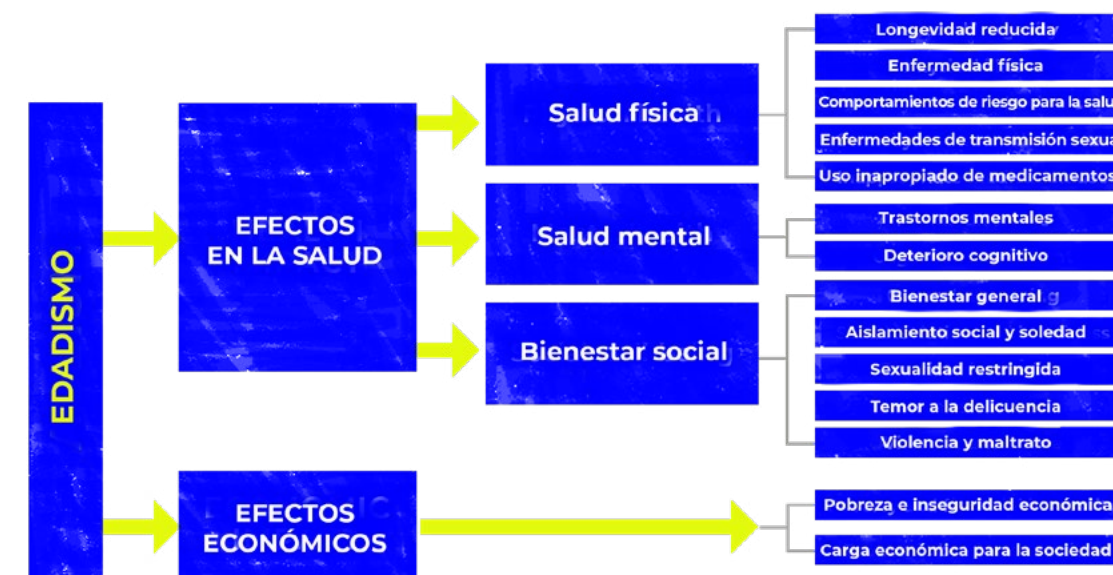 EDADISMO
EFECTOS
EN LA SALUD
Salud física
Longevidad reducida
Enfermedad física
Comportamientos de riesgo para la salu
Enfermedades de transmisión sexua
Uso inapropiado de medicamentos
Salud mental
Trastornos mentales
Deterioro cognitivo
Bienestar social
Bienestar general
Aislamiento social y soledad
Sexualidad restringida
Temor a la delicuencia
Violencia y maltrato
EFECTOS
ECONÓMICOS
Pobreza e inseguridad económica
Carga económica para la sociedad